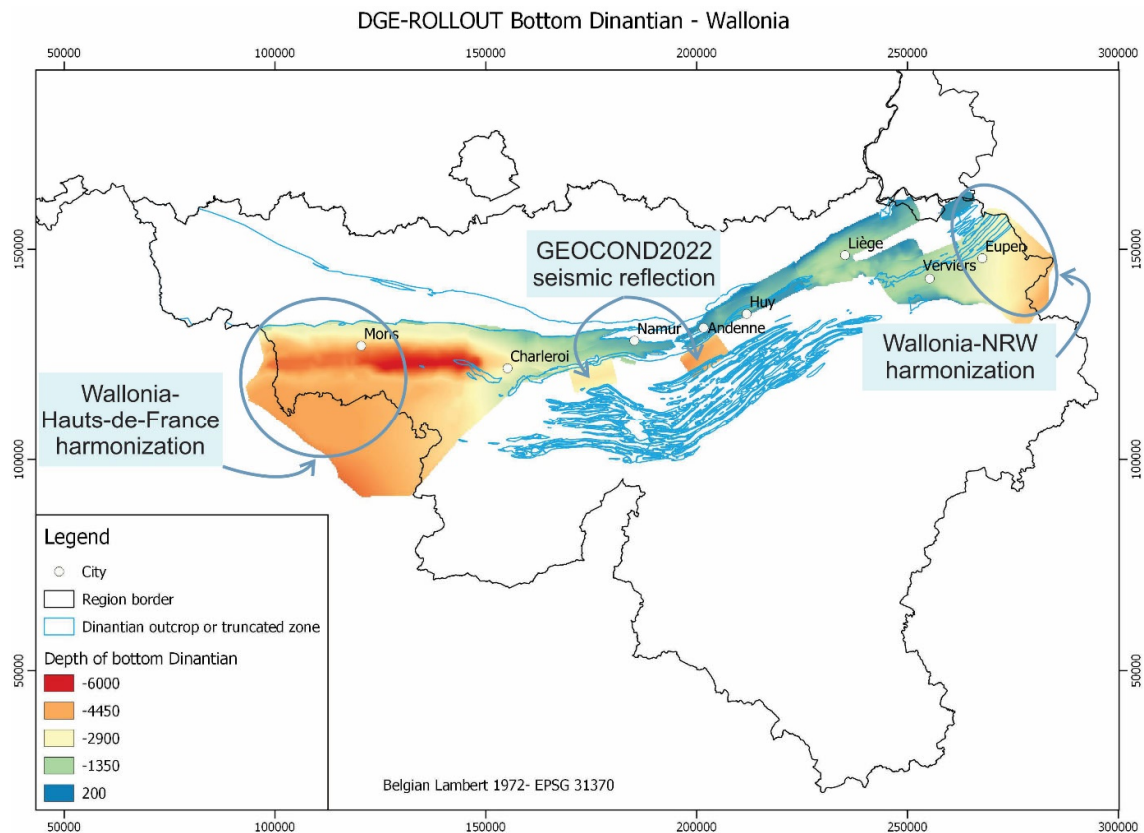 DGE-ROLLOUT Bottom Dinantian - Wallonia
50000 100000 150000 200000 250000 300000
150000 150000
100000 100000
50000 50000
GEOCOND2022
seismic reflection
Liège
Eupen
Verviers
Huy
Namur
Andenne
Mons
Charleroi
Wallonia-NRW
harmonization
Wallonia-
Hauts-de-France
harmonization
Legend
City
Region border
Dinantian outcrop or truncated zone
Depth of bottom Dinantian
-6000
-4450
-2900
-1350
200
Belgian Lambert 1972- EPSG 31370
50000 100000 150000 200000 250000 300000